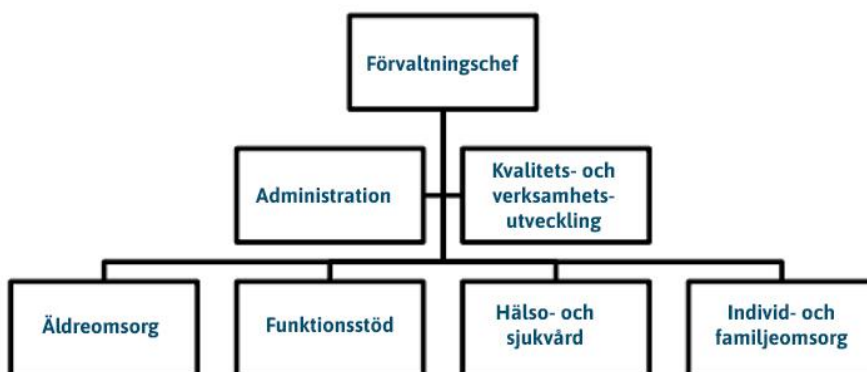 Förvaltningschef
Administration
Kvalitets- och
verksamhets-
utveckling
Äldreomsorg
Funktionsstöd
Hälso- och
sjukvård
Individ- och
familjeomsorg